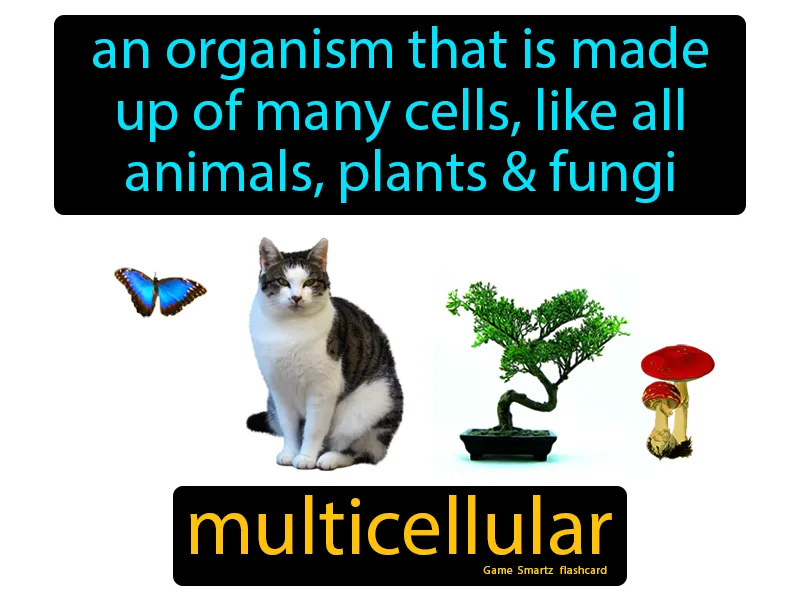 an organism that is made
up of many cells, like all
animals, plants & fungi
multicellular
Game Smartz flashcard